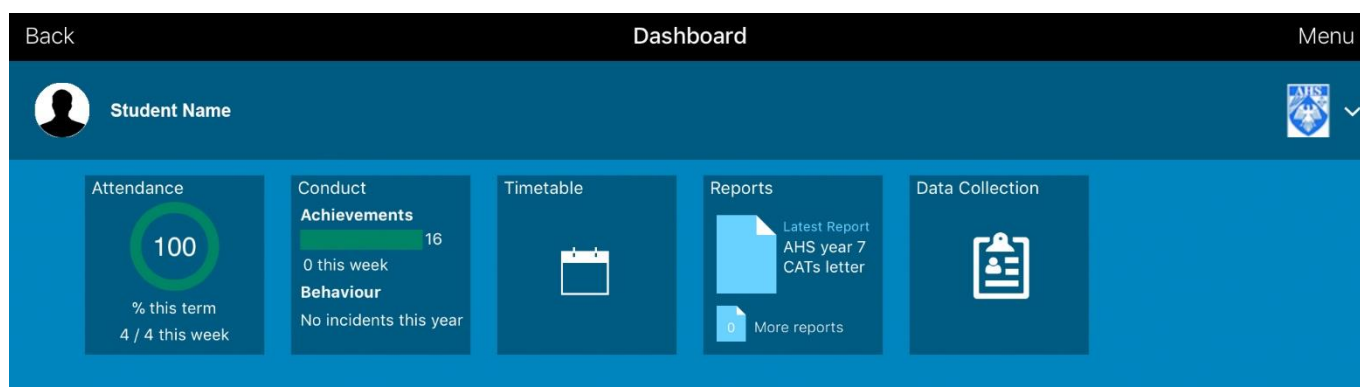 Back
Dashboard
Menu
Student Name
AHS
Attendance
100
% this term
4 / 4 this week
Conduct
Achievements
16
0 this week
Behaviour
No incidents this year
Timetable
Reports
Latest Report
AHS year 7
CATs letter
0
More reports
Data Collection